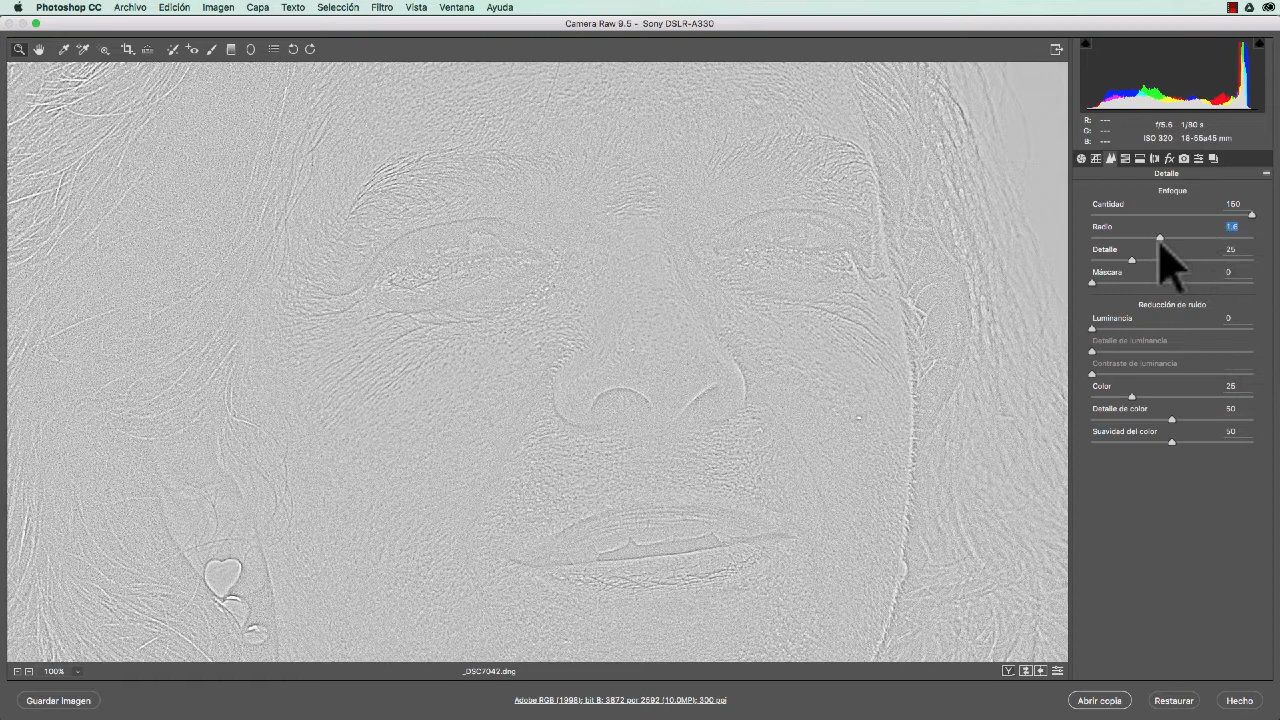 Photoshop CC Archivo Edición Imagen Capa Texto Selección Filtro Vista Ventana Ayuda
Camera Raw 9.5 - Sony DSLR-A330
R: ---
G: ---
B: ---
f/5.6 1/80 s
ISO 320 18-55a45 mm
Detalle
Enfoque
Cantidad 150
Radio 1.6
Detalle 25
Máscara 0
Reducción de ruido
Luminancia 0
Detalle de luminancia
Contraste de luminancia
Color 25
Detalle de color 50
Suavidad del color 50
100% _DSC7042.dng Y
Guardar imagen Adobe RGB (1998); bit 8; 3872 por 2592 (10.0MP); 300 ppi Abrir copia Restaurar Hecho